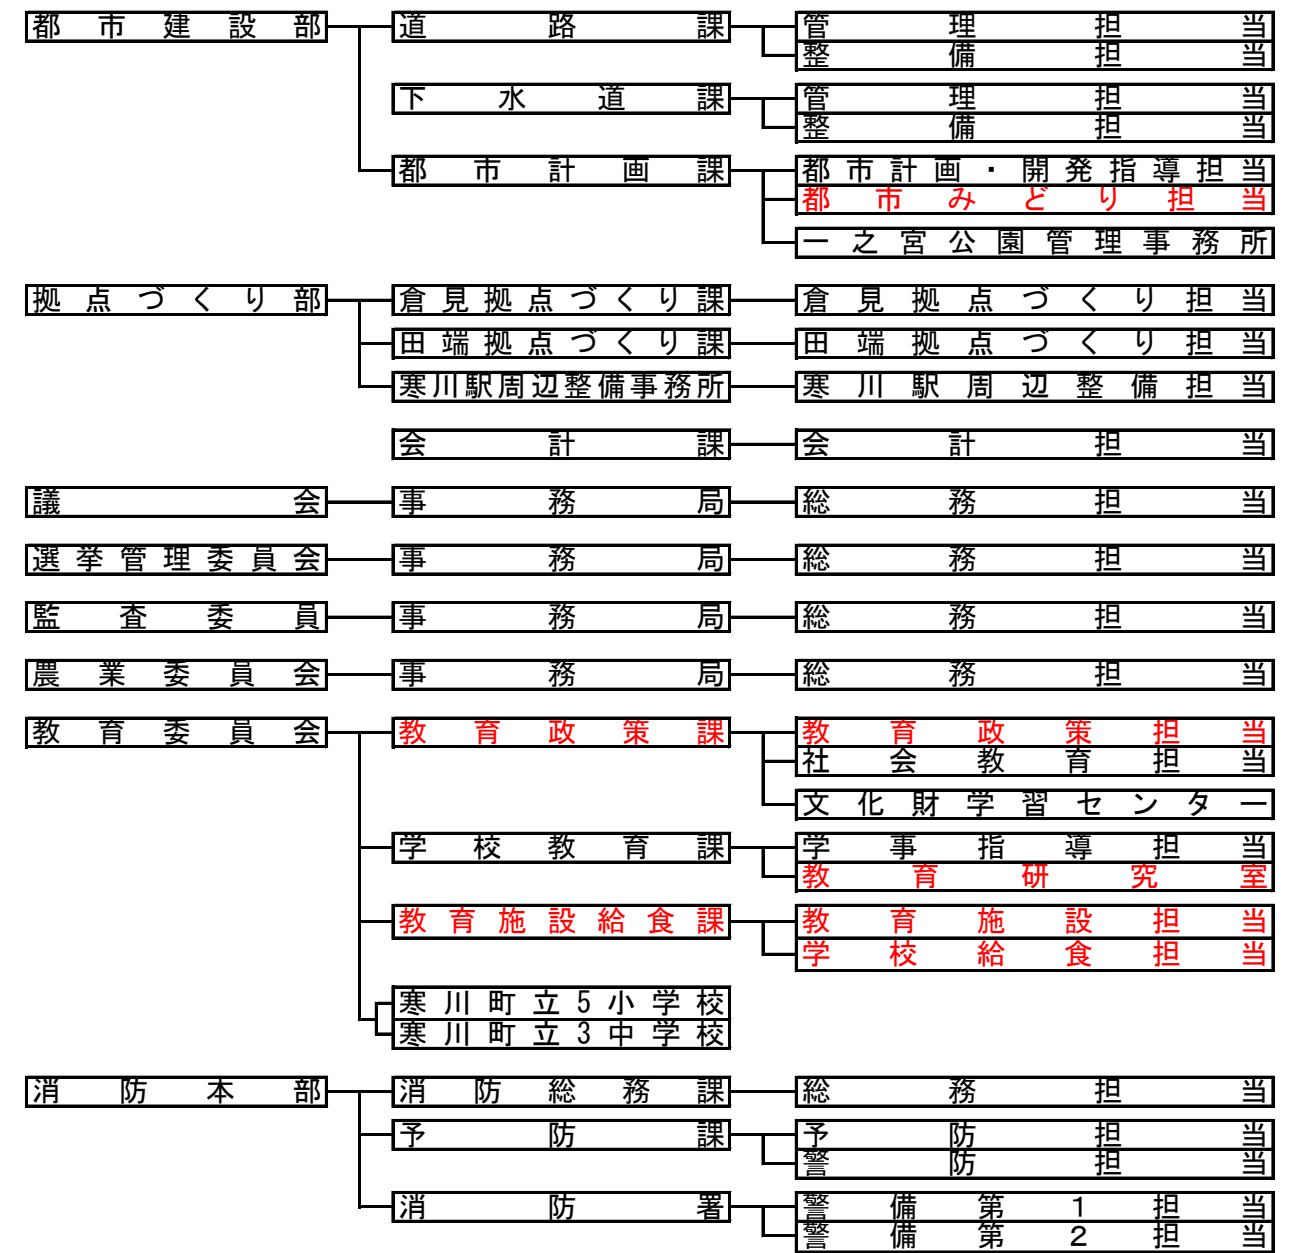 都市建設部 道路課 管理担当
整備担当
下水道課 管理担当
整備担当
都市計画課 都市計画・開発指導担当
都市みどり担当
一之宮公園管理事務所
拠点づくり部 倉見拠点づくり課 倉見拠点づくり担当
田端拠点づくり課 田端拠点づくり担当
寒川駅周辺整備事務所 寒川駅周辺整備担当
会計課 会計担当
議会 事務局 総務担当
選挙管理委員会 事務局 総務担当
監査委員 事務局 総務担当
農業委員会 事務局 総務担当
教育委員会 教育政策課 教育政策担当
社会教育担当
文化財学習センター
学校教育課 学事指導担当
教育研究室
教育施設給食課 教育施設担当
学校給食担当
寒川町立5小学校
寒川町立3中学校
消防本部 消防総務課 総務担当
予防課 予防担当
警防担当
消防署 警備第1担当
警備第2担当